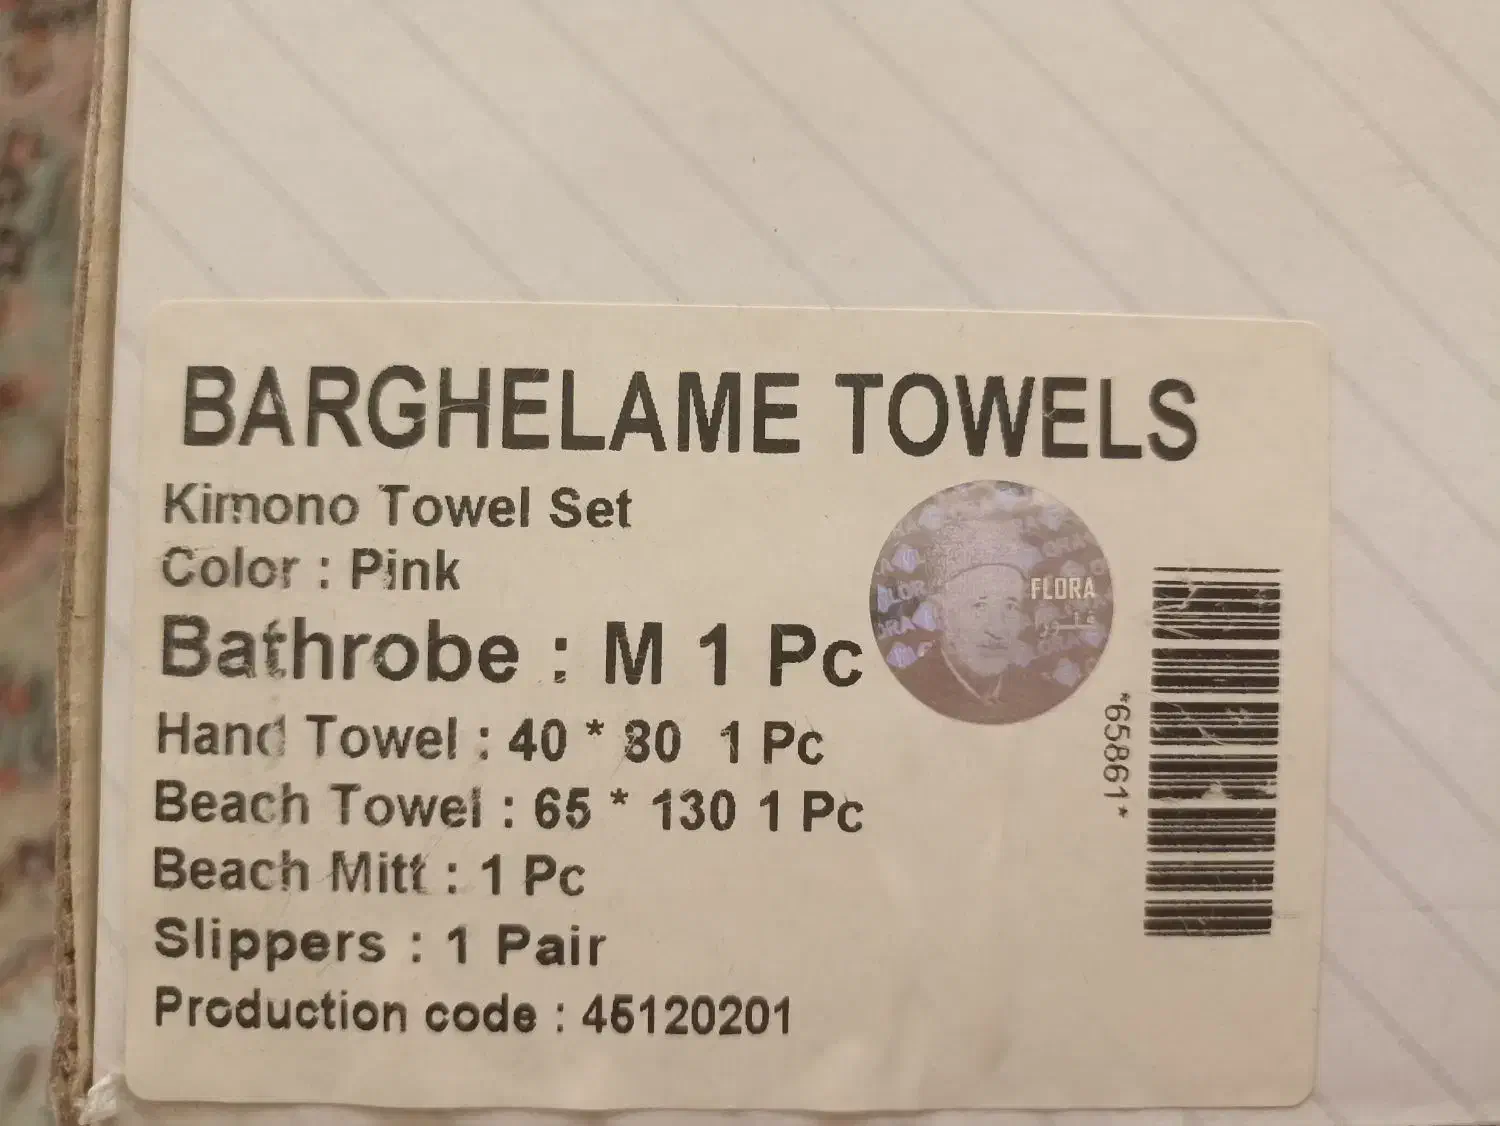 BARGHELAME TOWELS
Kimono Towel Set
Color : Pink
Bathrobe : M 1 Pc
Hand Towel : 40 * 80 1 Pc
Beach Towel : 65 * 130 1 Pc
Beach Mitt : 1 Pc
Slippers : 1 Pair
Production code : 45120201
FLORA
فلورا
*65861*